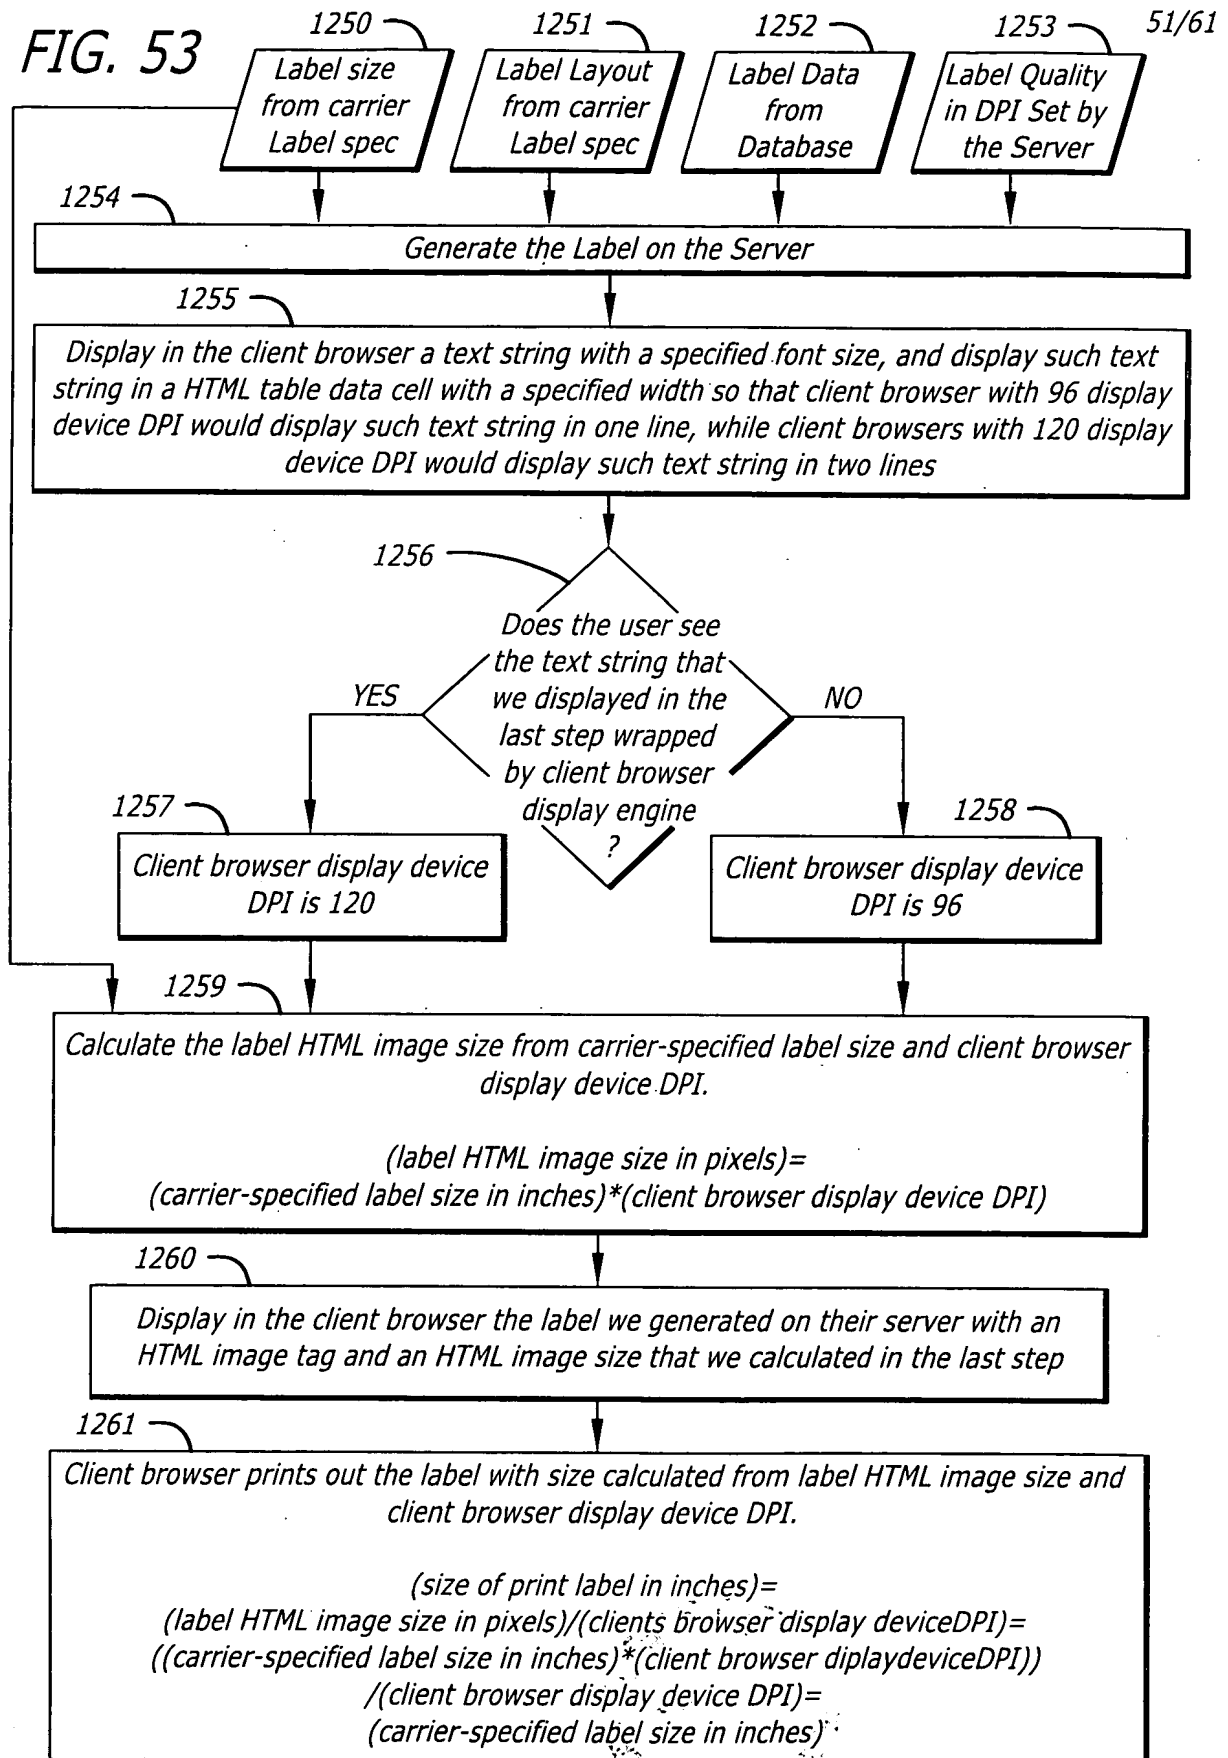 FIG. 53
51/61
1250
Label size
from carrier
Label spec
1251
Label Layout
from carrier
Label spec
1252
Label Data
from
Database
1253
Label Quality
in DPI Set by
the Server
1254
Generate the Label on the Server
1255
Display in the client browser a text string with a specified font size, and display such text
string in a HTML table data cell with a specified width so that client browser with 96 display
device DPI would display such text string in one line, while client browsers with 120 display
device DPI would display such text string in two lines
1256
Does the user see
the text string that
we displayed in the
last step wrapped
by client browser
display engine
?
YES
NO
1257
Client browser display device
DPI is 120
1258
Client browser display device
DPI is 96
1259
Calculate the label HTML image size from carrier-specified label size and client browser
display device DPI.
(label HTML image size in pixels)=
(carrier-specified label size in inches)*(client browser display device DPI)
1260
Display in the client browser the label we generated on their server with an
HTML image tag and an HTML image size that we calculated in the last step
1261
Client browser prints out the label with size calculated from label HTML image size and
client browser display device DPI.
(size of print label in inches)=
(label HTML image size in pixels)/(clients browser display deviceDPI)=
((carrier-specified label size in inches)*(client browser diplaydeviceDPI))
/(client browser display device DPI)=
(carrier-specified label size in inches)